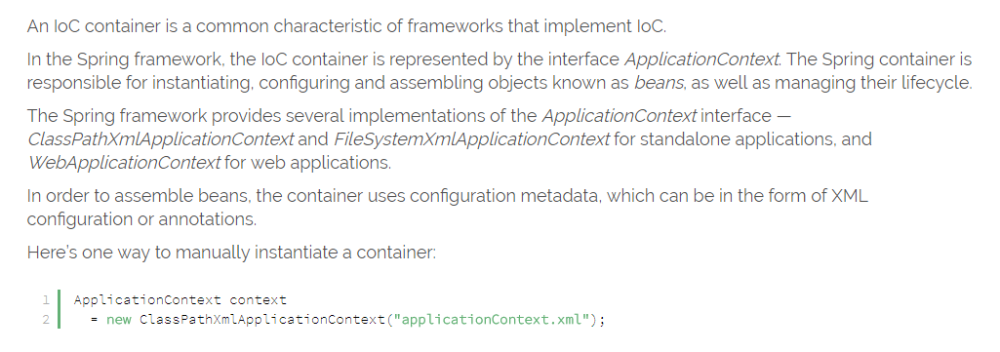 An IoC container is a common characteristic of frameworks that implement IoC.
In the Spring framework, the IoC container is represented by the interface ApplicationContext. The Spring container is
responsible for instantiating, configuring and assembling objects known as beans, as well as managing their lifecycle.
The Spring framework provides several implementations of the ApplicationContext interface —
ClassPathXmlApplicationContext and FileSystemXmlApplicationContext for standalone applications, and
WebApplicationContext for web applications.
In order to assemble beans, the container uses configuration metadata, which can be in the form of XML
configuration or annotations.
Here's one way to manually instantiate a container:
1 ApplicationContext context
2 = new ClassPathXmlApplicationContext("applicationContext.xml");